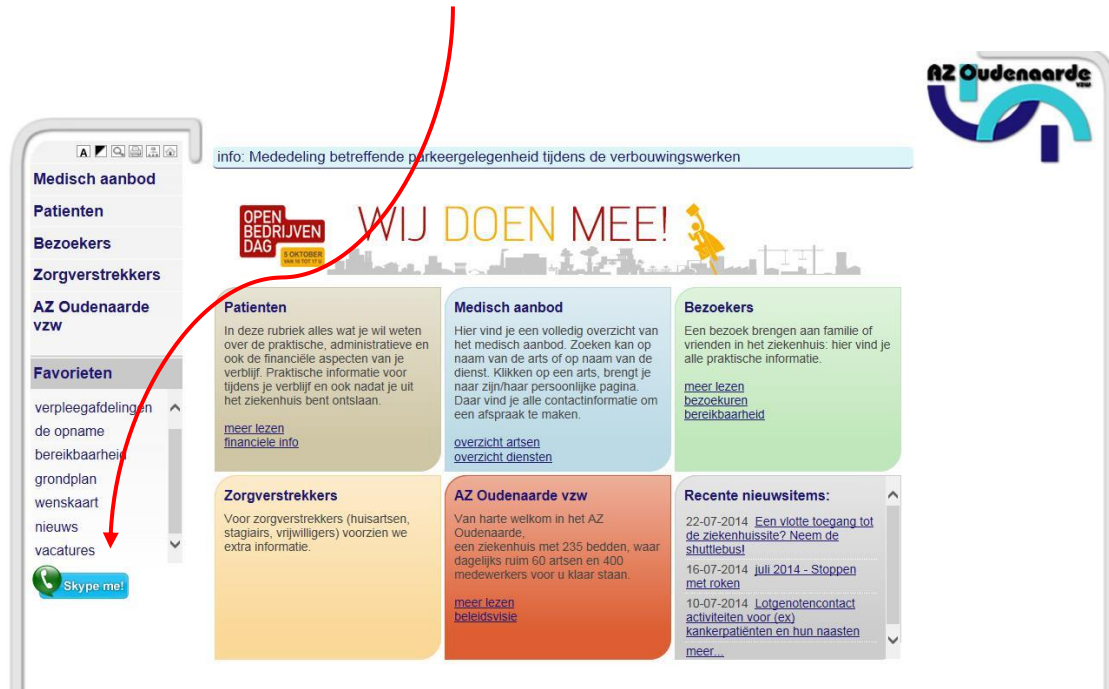 AZ Oudenaarde
vzw
A
info: Mededeling betreffende parkeergelegenheid tijdens de verbouwingswerken
Medisch aanbod
Patienten
Bezoekers
Zorgverstrekkers
AZ Oudenaarde
vzw
Favorieten
verpleegafdelingen
de opname
bereikbaarheid
grondplan
wenskaart
nieuws
vacatures
Skype me!
OPEN
BEDRIJVEN
DAG
5 OKTOBER
VAN 10 TOT 17 U
WIJ DOEN MEE!
Patienten
In deze rubriek alles wat je wil weten
over de praktische, administratieve en
ook de financiële aspecten van je
verblijf. Praktische informatie voor
tijdens je verblijf en ook nadat je uit
het ziekenhuis bent ontslaan.
meer lezen
financiele info
Medisch aanbod
Hier vind je een volledig overzicht van
het medisch aanbod. Zoeken kan op
naam van de arts of op naam van de
dienst. Klikken op een arts, brengt je
naar zijn/haar persoonlijke pagina.
Daar vind je alle contactinformatie om
een afspraak te maken.
overzicht artsen
overzicht diensten
Bezoekers
Een bezoek brengen aan familie of
vrienden in het ziekenhuis: hier vind je
alle praktische informatie.
meer lezen
bezoekuren
bereikbaarheid
Zorgverstrekkers
Voor zorgverstrekkers (huisartsen,
stagiairs, vrijwilligers) voorzien we
extra informatie.
AZ Oudenaarde vzw
Van harte welkom in het AZ
Oudenaarde,
een ziekenhuis met 235 bedden, waar
dagelijks ruim 60 artsen en 400
medewerkers voor u klaar staan.
meer lezen
beleidsvisie
Recente nieuwsitems:
22-07-2014 Een vlotte toegang tot
de ziekenhuissite? Neem de
shuttlebus!
16-07-2014 juli 2014 - Stoppen
met roken
10-07-2014 Lotgenotencontact
activiteiten voor (ex)
kankerpatiënten en hun naasten
meer...